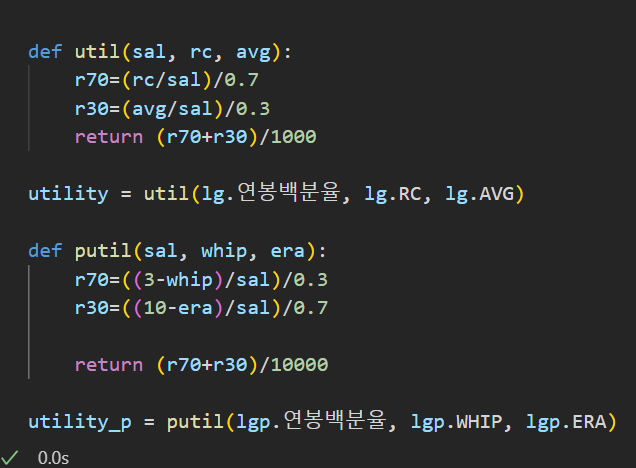 def util(sal, rc, avg):
    r70=(rc/sal)/0.7
    r30=(avg/sal)/0.3
    return (r70+r30)/1000
utility = util(lg.연봉백분율, lg.RC, lg.AVG)
def putil(sal, whip, era):
    r70=((3-whip)/sal)/0.3
    r30=((10-era)/sal)/0.7
    return (r70+r30)/10000
utility_p = putil(lgp.연봉백분율, lgp.WHIP, lgp.ERA)
✓ 0.0s